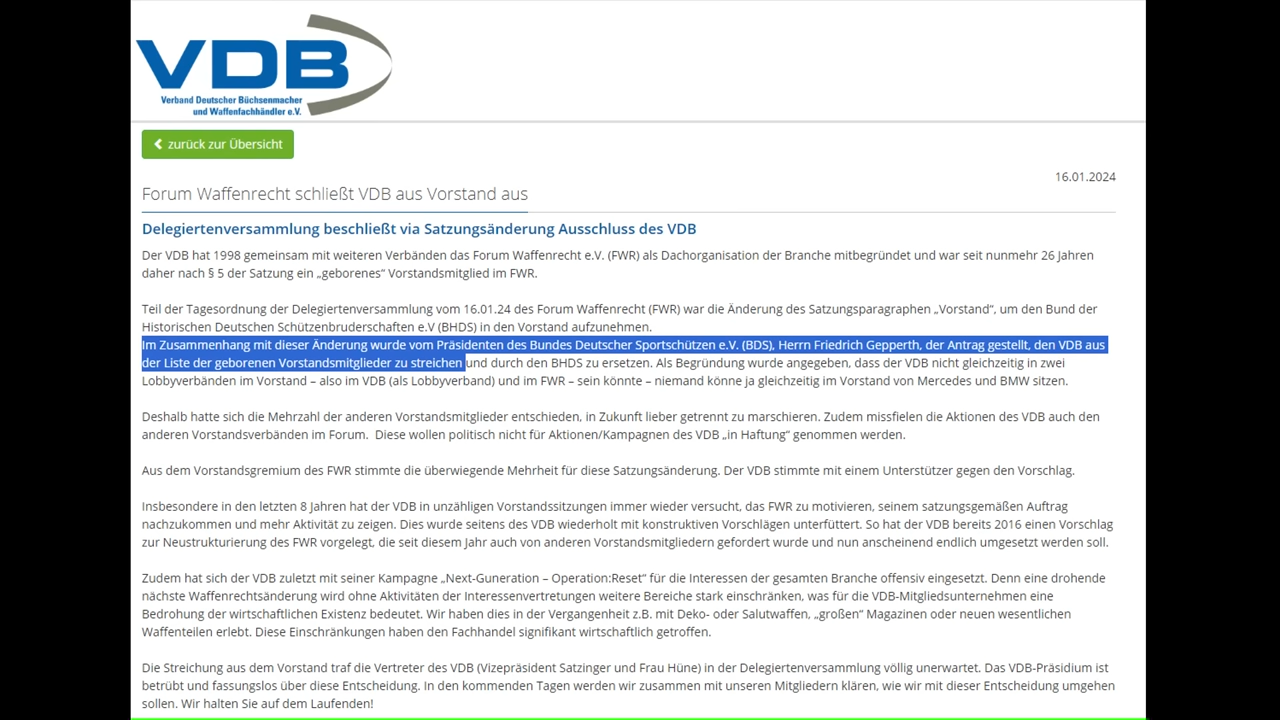 VDB
Verband Deutscher Büchsenmacher
und Waffenfachhändler e.V.
zurück zur Übersicht
16.01.2024
Forum Waffenrecht schließt VDB aus Vorstand aus
Delegiertenversammlung beschließt via Satzungsänderung Ausschluss des VDB
Der VDB hat 1998 gemeinsam mit weiteren Verbänden das Forum Waffenrecht e.V. (FWR) als Dachorganisation der Branche mitbegründet und war seit nunmehr 26 Jahren
daher nach § 5 der Satzung ein „geborenes“ Vorstandsmitglied im FWR.
Teil der Tagesordnung der Delegiertenversammlung vom 16.01.24 des Forum Waffenrecht (FWR) war die Änderung des Satzungsparagraphen „Vorstand“, um den Bund der
Historischen Deutschen Schützenbruderschaften e.V (BHDS) in den Vorstand aufzunehmen.
Im Zusammenhang mit dieser Änderung wurde vom Präsidenten des Bundes Deutscher Sportschützen e.V. (BDS), Herrn Friedrich Gepperth, der Antrag gestellt, den VDB aus
der Liste der geborenen Vorstandsmitglieder zu streichen und durch den BHDS zu ersetzen. Als Begründung wurde angegeben, dass der VDB nicht gleichzeitig in zwei
Lobbyverbänden im Vorstand – also im VDB (als Lobbyverband) und im FWR – sein könnte – niemand könne ja gleichzeitig im Vorstand von Mercedes und BMW sitzen.
Deshalb hatte sich die Mehrzahl der anderen Vorstandsmitglieder entschieden, in Zukunft lieber getrennt zu marschieren. Zudem missfielen die Aktionen des VDB auch den
anderen Vorstandsverbänden im Forum. Diese wollen politisch nicht für Aktionen/Kampagnen des VDB „in Haftung“ genommen werden.
Aus dem Vorstandsgremium des FWR stimmte die überwiegende Mehrheit für diese Satzungsänderung. Der VDB stimmte mit einem Unterstützer gegen den Vorschlag.
Insbesondere in den letzten 8 Jahren hat der VDB in unzähligen Vorstandssitzungen immer wieder versucht, das FWR zu motivieren, seinem satzungsgemäßen Auftrag
nachzukommen und mehr Aktivität zu zeigen. Dies wurde seitens des VDB wiederholt mit konstruktiven Vorschlägen unterfüttert. So hat der VDB bereits 2016 einen Vorschlag
zur Neustrukturierung des FWR vorgelegt, die seit diesem Jahr auch von anderen Vorstandsmitgliedern gefordert wurde und nun anscheinend endlich umgesetzt werden soll.
Zudem hat sich der VDB zuletzt mit seiner Kampagne „Next-Guneration – Operation:Reset“ für die Interessen der gesamten Branche offensiv eingesetzt. Denn eine drohende
nächste Waffenrechtsänderung wird ohne Aktivitäten der Interessenvertretungen weitere Bereiche stark einschränken, was für die VDB-Mitgliedsunternehmen eine
Bedrohung der wirtschaftlichen Existenz bedeutet. Wir haben dies in der Vergangenheit z.B. mit Deko- oder Salutwaffen, „großen“ Magazinen oder neuen wesentlichen
Waffenteilen erlebt. Diese Einschränkungen haben den Fachhandel signifikant wirtschaftlich getroffen.
Die Streichung aus dem Vorstand traf die Vertreter des VDB (Vizepräsident Satzinger und Frau Hüne) in der Delegiertenversammlung völlig unerwartet. Das VDB-Präsidium ist
betrübt und fassungslos über diese Entscheidung. In den kommenden Tagen werden wir zusammen mit unseren Mitgliedern klären, wie wir mit dieser Entscheidung umgehen
sollen. Wir halten Sie auf dem Laufenden!